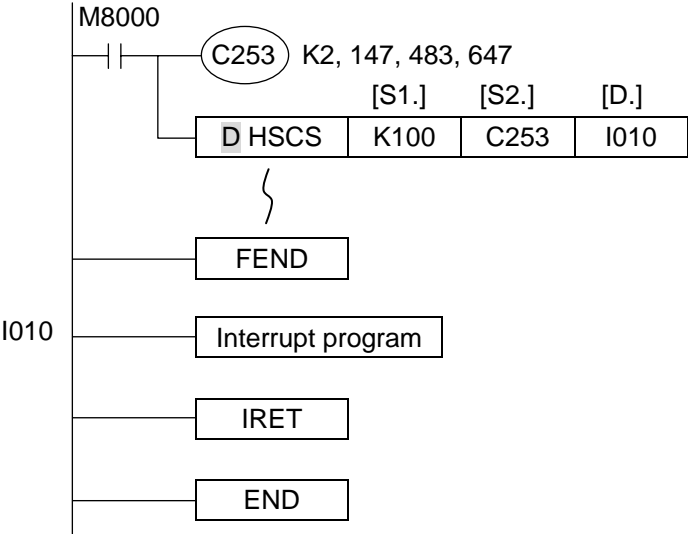 M8000
C253 K2, 147, 483, 647
[S1.] [S2.] [D.]
D HSCS K100 C253 I010
FEND
I010 Interrupt program
IRET
END